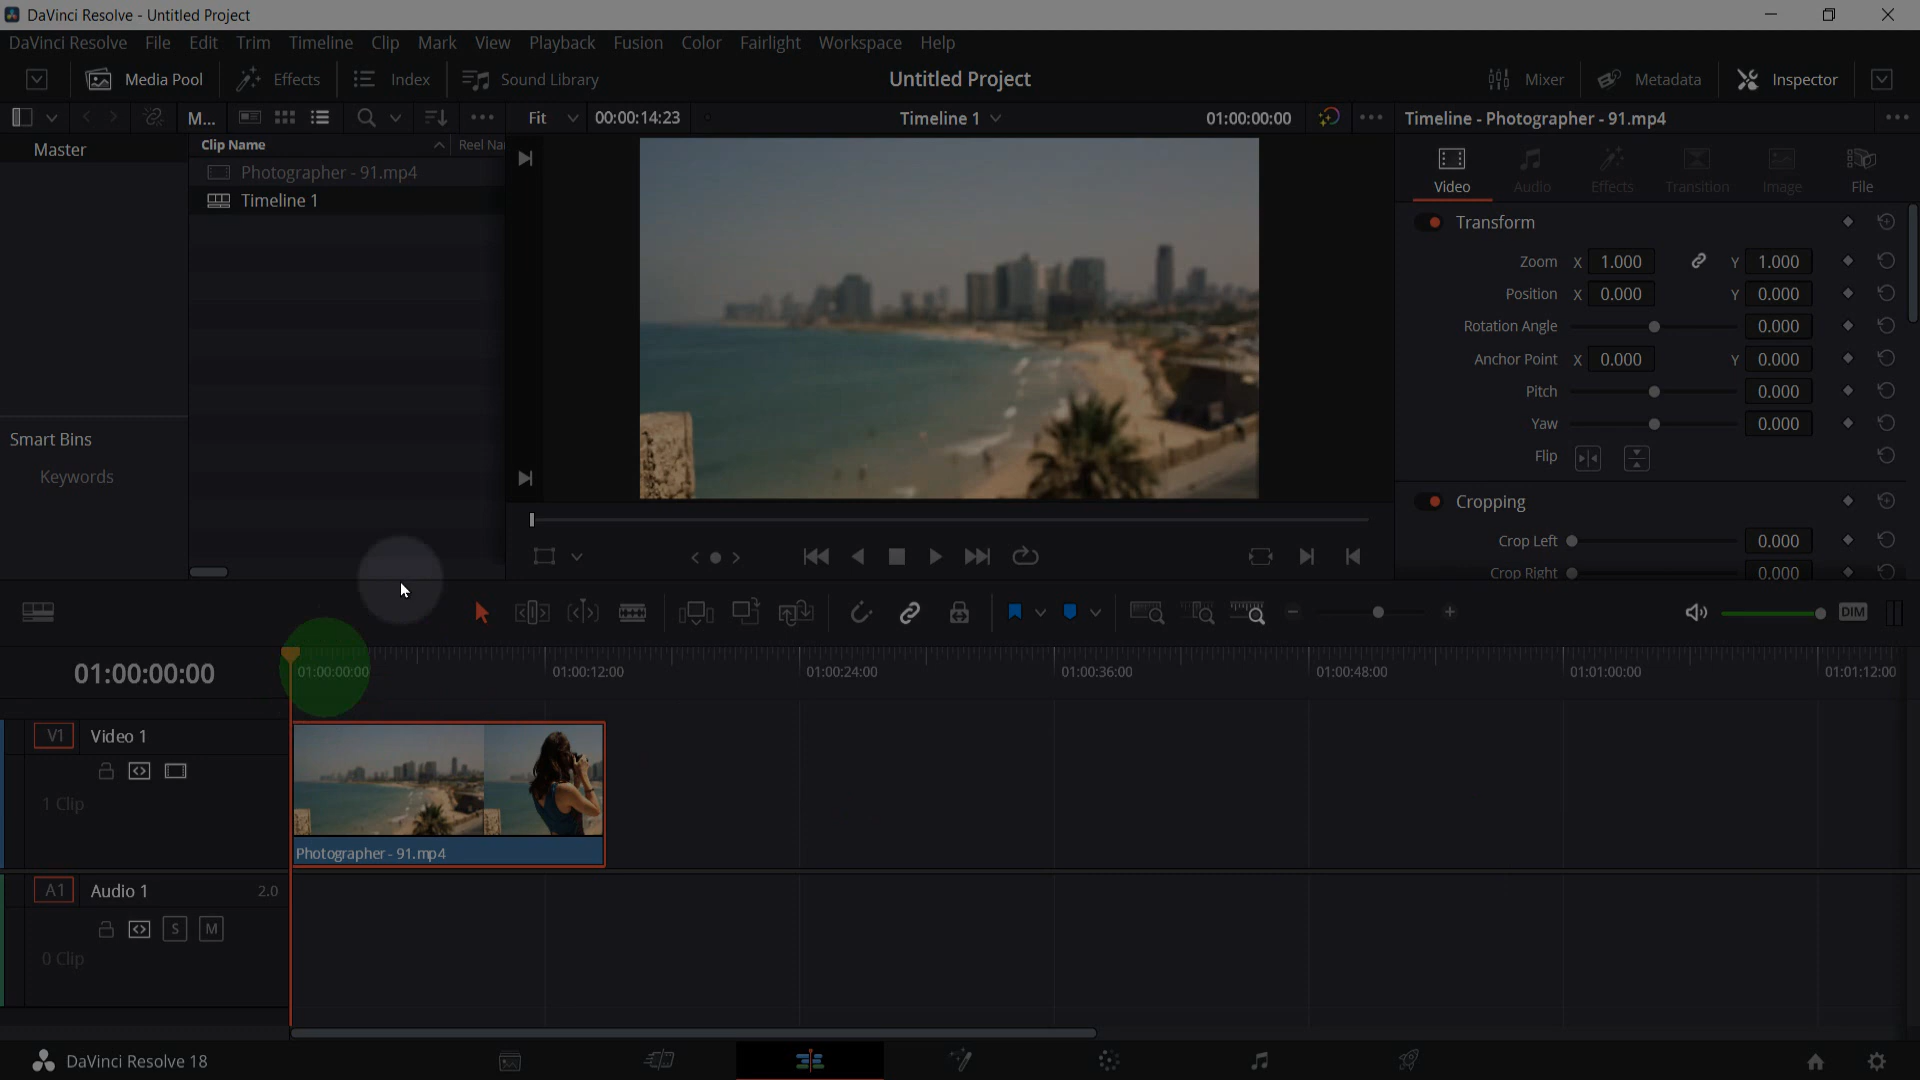 DaVinci Resolve - Untitled Project
DaVinci Resolve File Edit Trim Timeline Clip Mark View Playback Fusion Color Fairlight Workspace Help
Media Pool Effects Index Sound Library Untitled Project Mixer Metadata Inspector
M... Fit 00:00:14:23 Timeline 1 01:00:00:00 Timeline - Photographer - 91.mp4
Master
Clip Name Reel Na
Photographer - 91.mp4
Timeline 1
Smart Bins
Keywords
Video Audio Effects Transition Image File
Transform
Zoom X 1.000 Y 1.000
Position X 0.000 Y 0.000
Rotation Angle 0.000
Anchor Point X 0.000 Y 0.000
Pitch 0.000
Yaw 0.000
Flip
Cropping
Crop Left 0.000
Crop Right 0.000
DIM
01:00:00:00 01:00:00:00 01:00:12:00 01:00:24:00 01:00:36:00 01:00:48:00 01:01:00:00 01:01:12:00
V1 Video 1
1 Clip
Photographer - 91.mp4
A1 Audio 1 2.0
S M
0 Clip
DaVinci Resolve 18